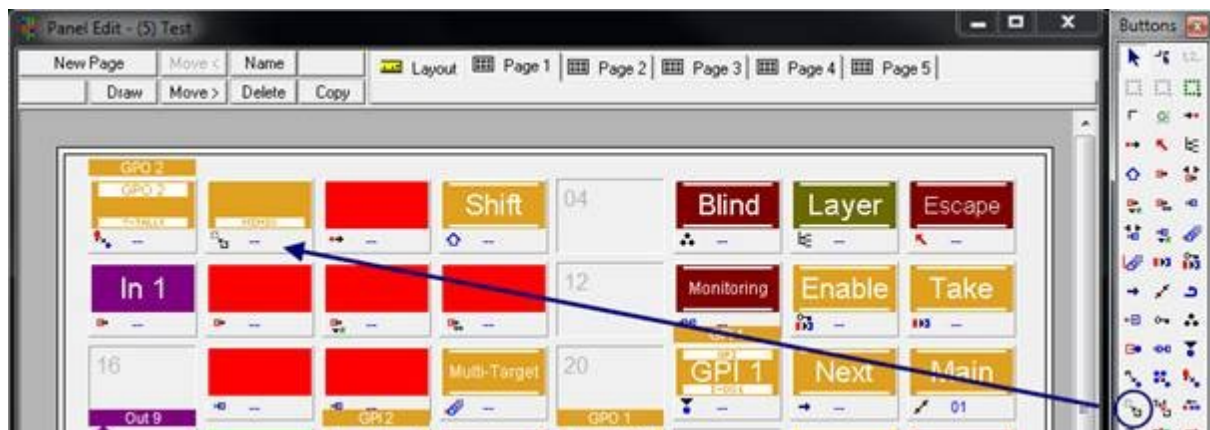 Panel Edit - (5) Test
Buttons
New Page Move < Name Layout Page 1 Page 2 Page 3 Page 4 Page 5
Draw Move > Delete Copy
GPO 2
GPO 2
Shift 04 Blind Layer Escape
-- -- -- -- -- -- --
In 1 12 Monitoring Enable Take
-- -- -- -- -- --
16 Multi-Target 20 GPI 1 Next Main
-- -- -- -- -- 01
Out 9 GPI 2 GPO 1